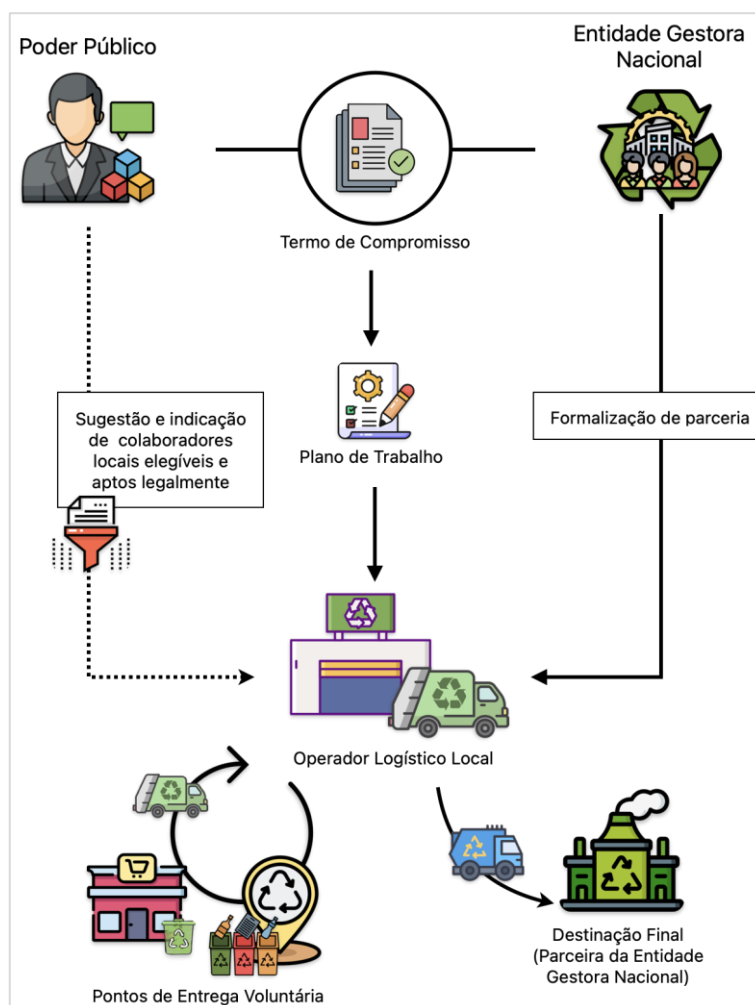 Poder Público
Entidade Gestora
Nacional
Termo de Compromisso
Sugestão e indicação
de colaboradores
locais elegíveis e
aptos legalmente
Formalização de parceria
Plano de Trabalho
Operador Logístico Local
Pontos de Entrega Voluntária
Destinação Final
(Parceira da Entidade
Gestora Nacional)